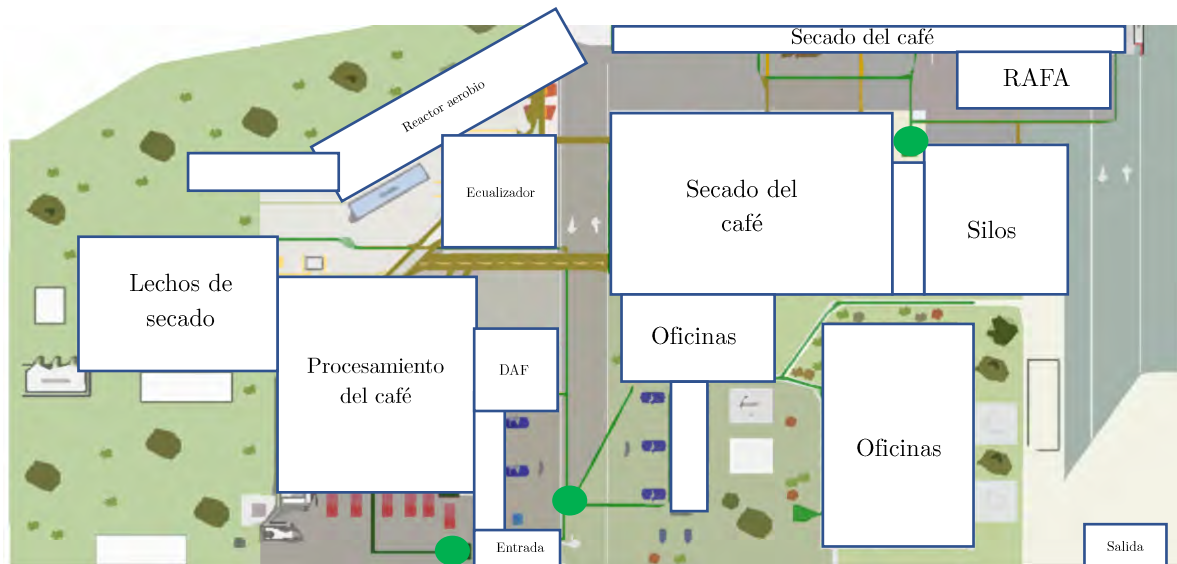 Secado del café
RAFA
Reactor aerobio
Ecualizador
Secado del
café
Silos
Lechos de
secado
Oficinas
Procesamiento
del café
DAF
Oficinas
Entrada
Salida